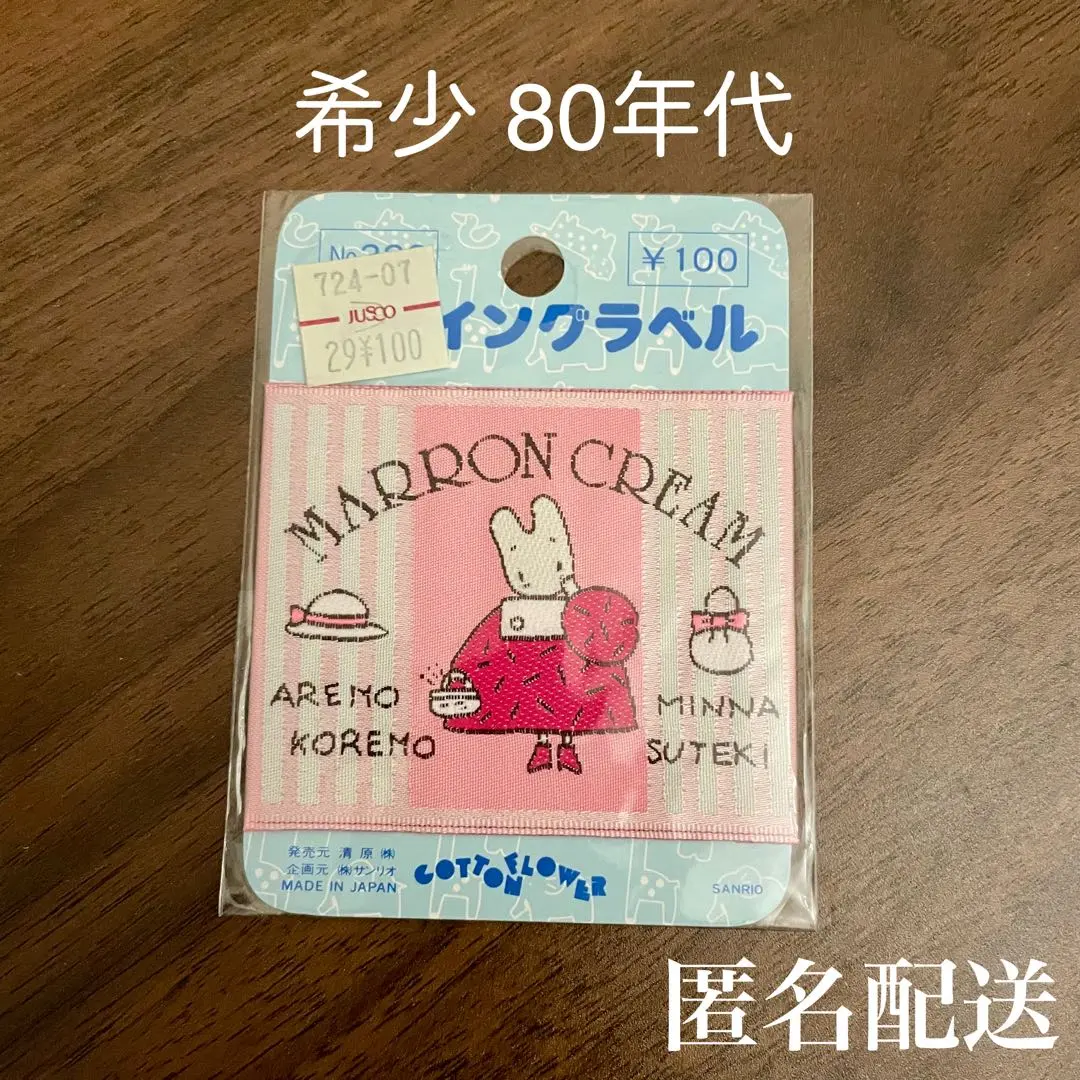 希少 80年代
¥100
724-07
JUSCO
29¥100
イングラベル
MARRON CREAM
AREMO
KOREMO
MINNA
SUTEKi
発売元 清原㈱
企画元 ㈱サンリオ
MADE IN JAPAN
COTTON FLOWER
SANRIO
匿名配送